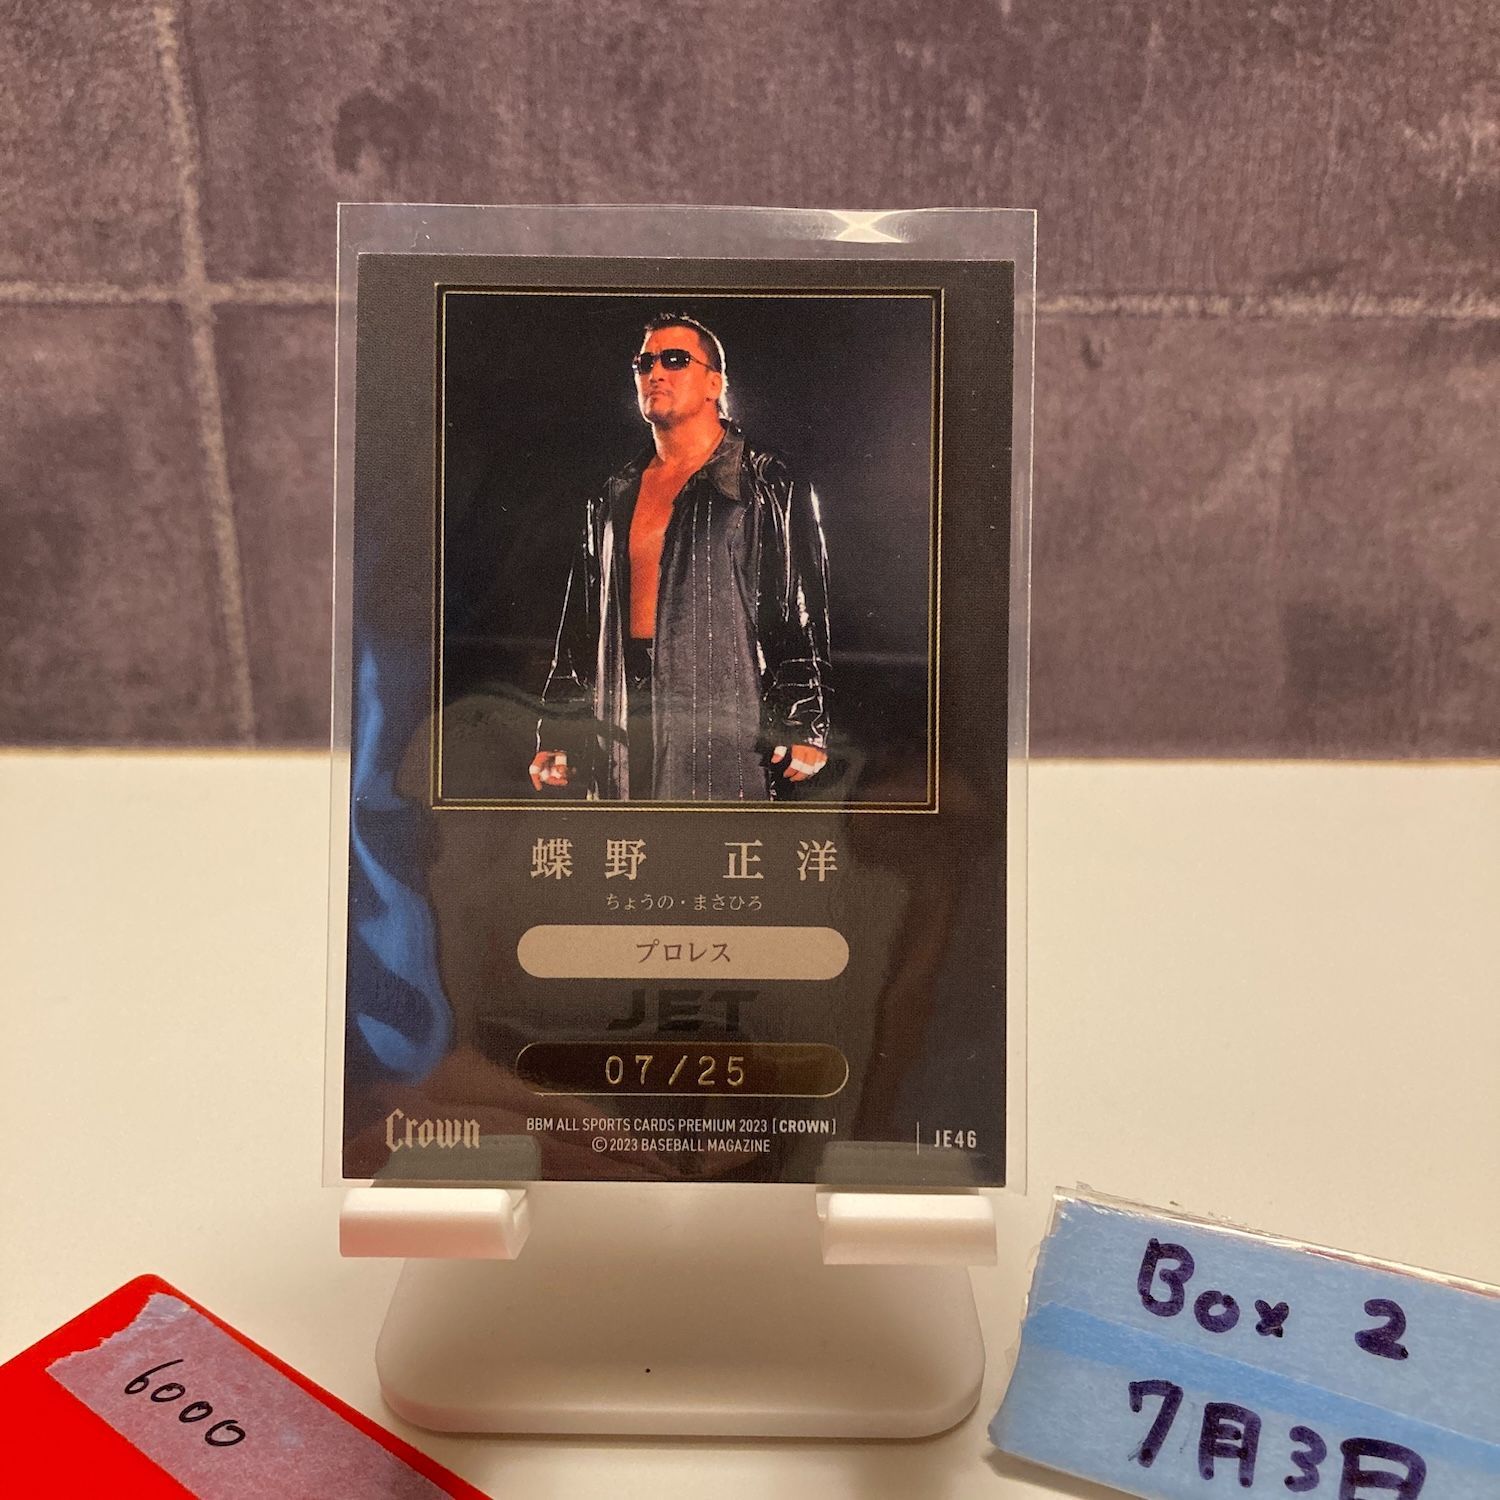 蝶野 正洋
ちょうの・まさひろ
プロレス
JET
07/25
Crown
BBM ALL SPORTS CARDS PREMIUM 2023 [CROWN]
© 2023 BASEBALL MAGAZINE
JE46
6000
Box 2
7月3日